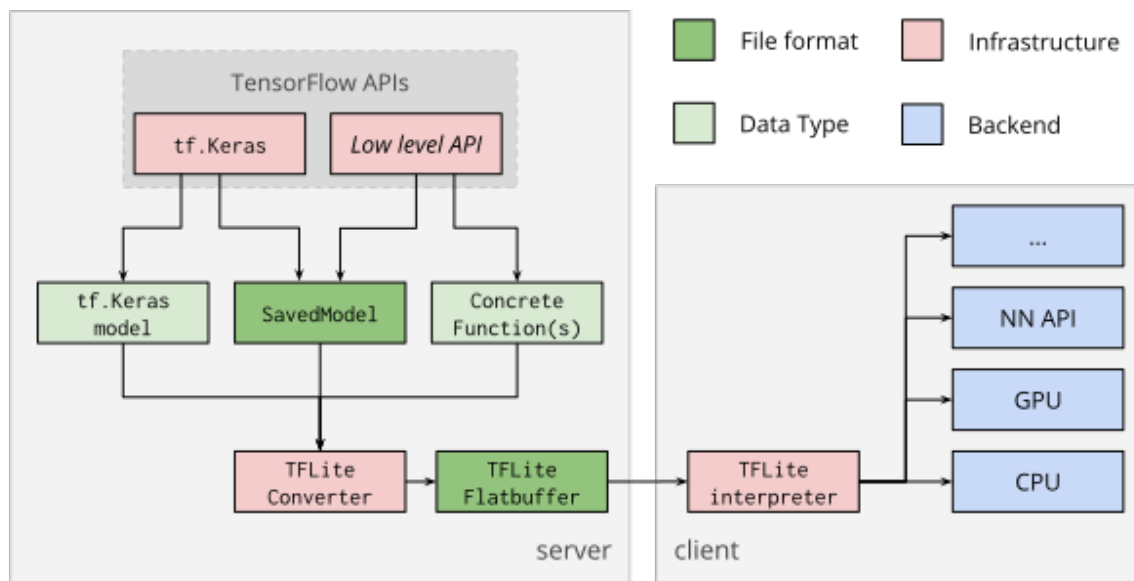 TensorFlow APIs
tf.Keras
Low level API
tf.Keras
model
SavedModel
Concrete
Function(s)
TFLite
Converter
TFLite
Flatbuffer
server
File format
Infrastructure
Data Type
Backend
...
NN API
GPU
CPU
TFLite
interpreter
client